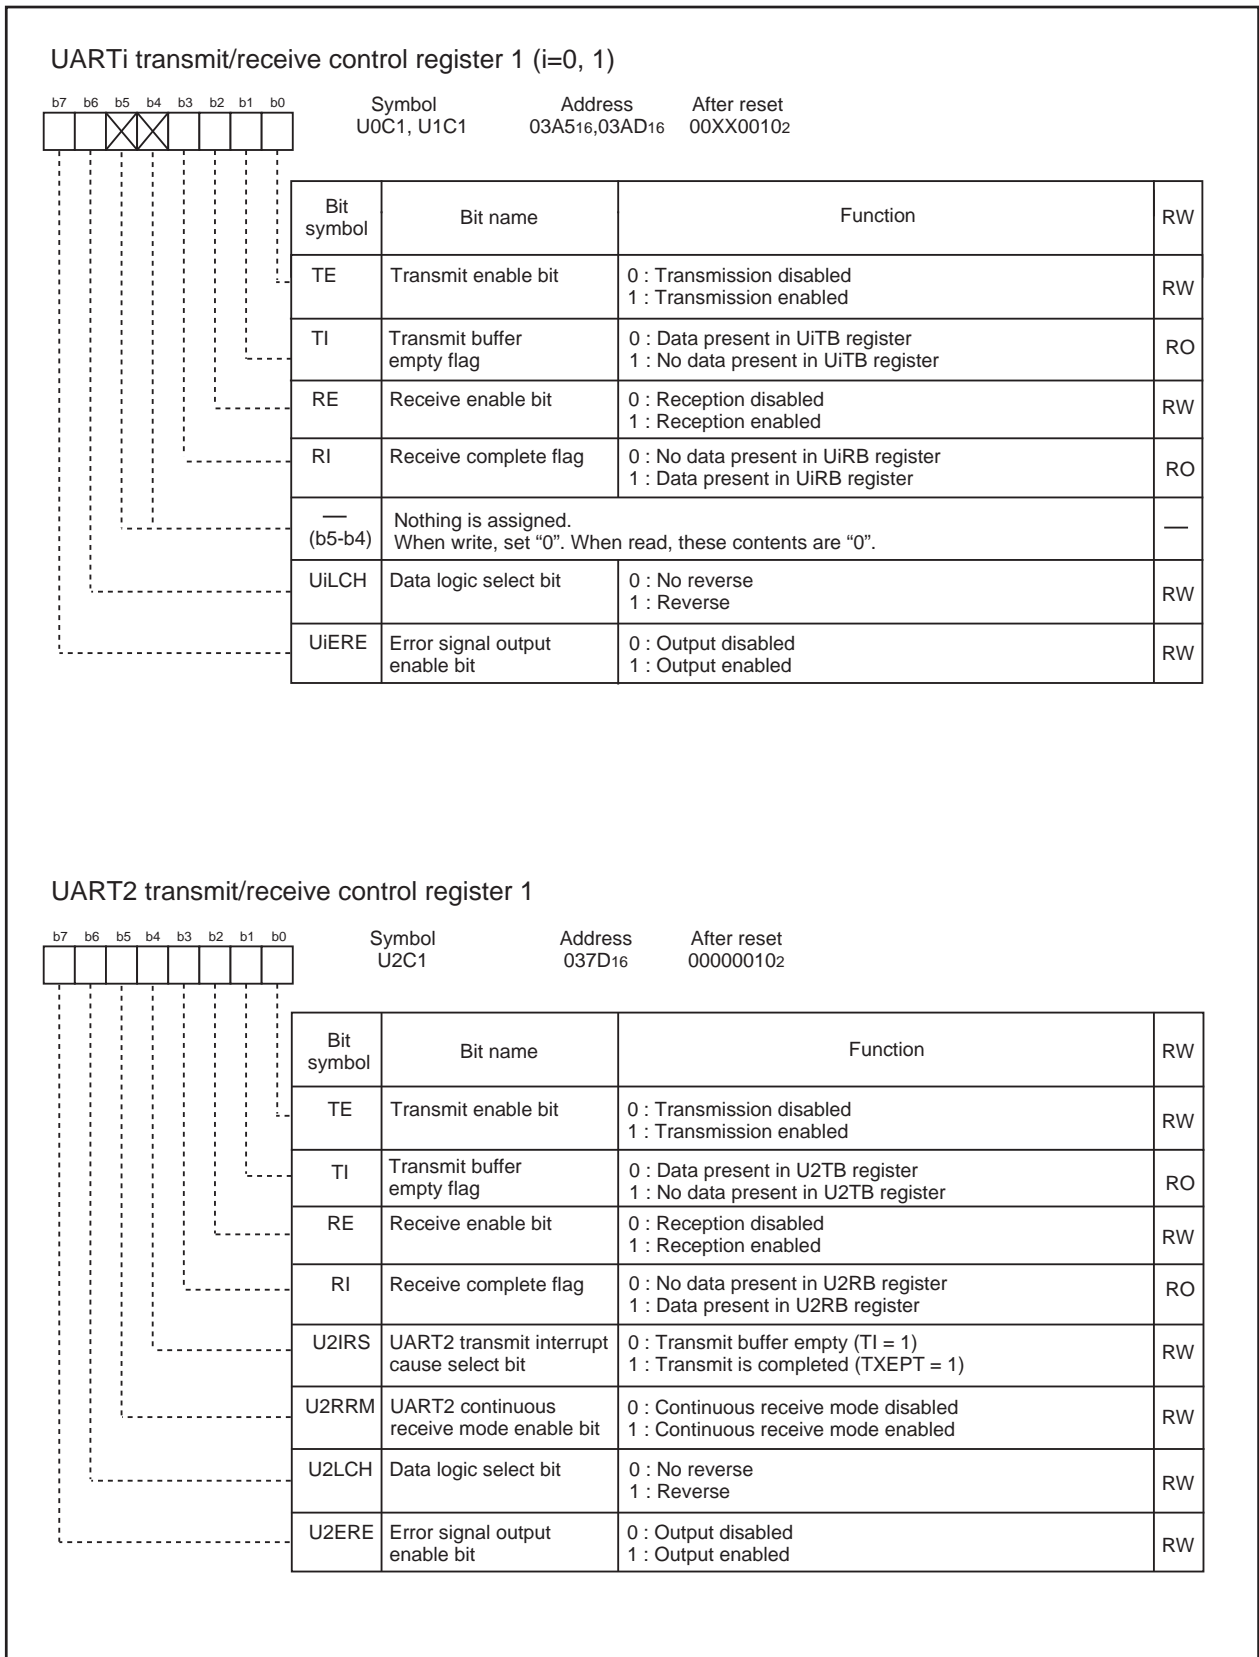 UARTi transmit/receive control register 1 (i=0, 1)
b7 b6 b5 b4 b3 b2 b1 b0
Symbol Address After reset
U0C1, U1C1 03A516,03AD16 00XX00102
Bit symbol Bit name Function RW
TE Transmit enable bit 0 : Transmission disabled
1 : Transmission enabled RW
TI Transmit buffer empty flag 0 : Data present in UiTB register
1 : No data present in UiTB register RO
RE Receive enable bit 0 : Reception disabled
1 : Reception enabled RW
RI Receive complete flag 0 : No data present in UiRB register
1 : Data present in UiRB register RO
— (b5-b4) Nothing is assigned.
When write, set “0”. When read, these contents are “0”. —
UiLCH Data logic select bit 0 : No reverse
1 : Reverse RW
UiERE Error signal output enable bit 0 : Output disabled
1 : Output enabled RW
UART2 transmit/receive control register 1
b7 b6 b5 b4 b3 b2 b1 b0
Symbol Address After reset
U2C1 037D16 000000102
Bit symbol Bit name Function RW
TE Transmit enable bit 0 : Transmission disabled
1 : Transmission enabled RW
TI Transmit buffer empty flag 0 : Data present in U2TB register
1 : No data present in U2TB register RO
RE Receive enable bit 0 : Reception disabled
1 : Reception enabled RW
RI Receive complete flag 0 : No data present in U2RB register
1 : Data present in U2RB register RO
U2IRS UART2 transmit interrupt cause select bit 0 : Transmit buffer empty (TI = 1)
1 : Transmit is completed (TXEPT = 1) RW
U2RRM UART2 continuous receive mode enable bit 0 : Continuous receive mode disabled
1 : Continuous receive mode enabled RW
U2LCH Data logic select bit 0 : No reverse
1 : Reverse RW
U2ERE Error signal output enable bit 0 : Output disabled
1 : Output enabled RW